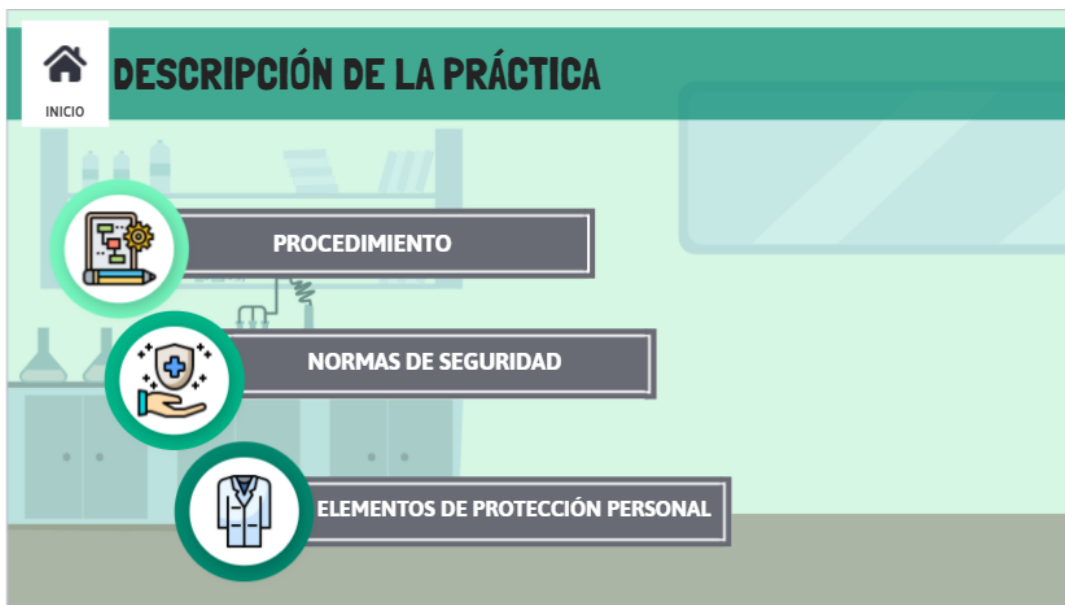 DESCRIPCIÓN DE LA PRÁCTICA
INICIO
PROCEDIMIENTO
NORMAS DE SEGURIDAD
ELEMENTOS DE PROTECCIÓN PERSONAL